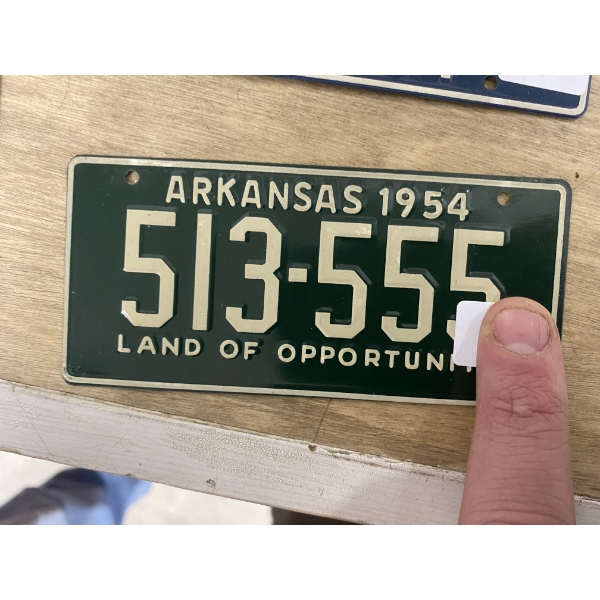 ARKANSAS 1954
513-555
LAND OF OPPORTUNI